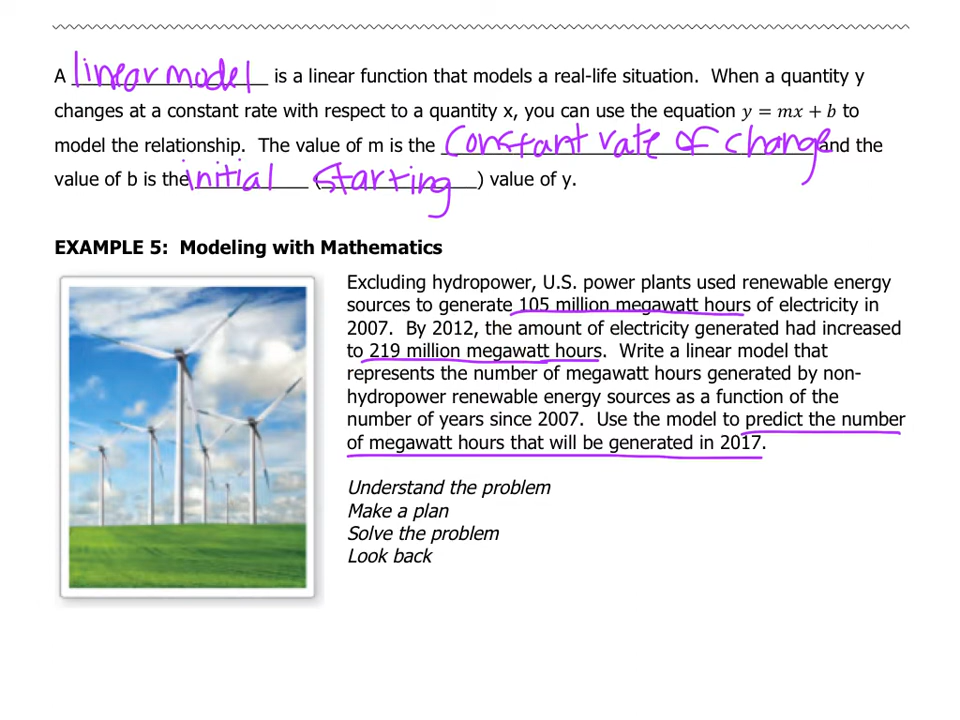 A linear model is a linear function that models a real-life situation. When a quantity y
changes at a constant rate with respect to a quantity x, you can use the equation y = mx + b to
model the relationship. The value of m is the constant rate of change and the
value of b is the initial (starting) value of y.
EXAMPLE 5: Modeling with Mathematics
Excluding hydropower, U.S. power plants used renewable energy
sources to generate 105 million megawatt hours of electricity in
2007. By 2012, the amount of electricity generated had increased
to 219 million megawatt hours. Write a linear model that
represents the number of megawatt hours generated by non-
hydropower renewable energy sources as a function of the
number of years since 2007. Use the model to predict the number
of megawatt hours that will be generated in 2017.
Understand the problem
Make a plan
Solve the problem
Look back